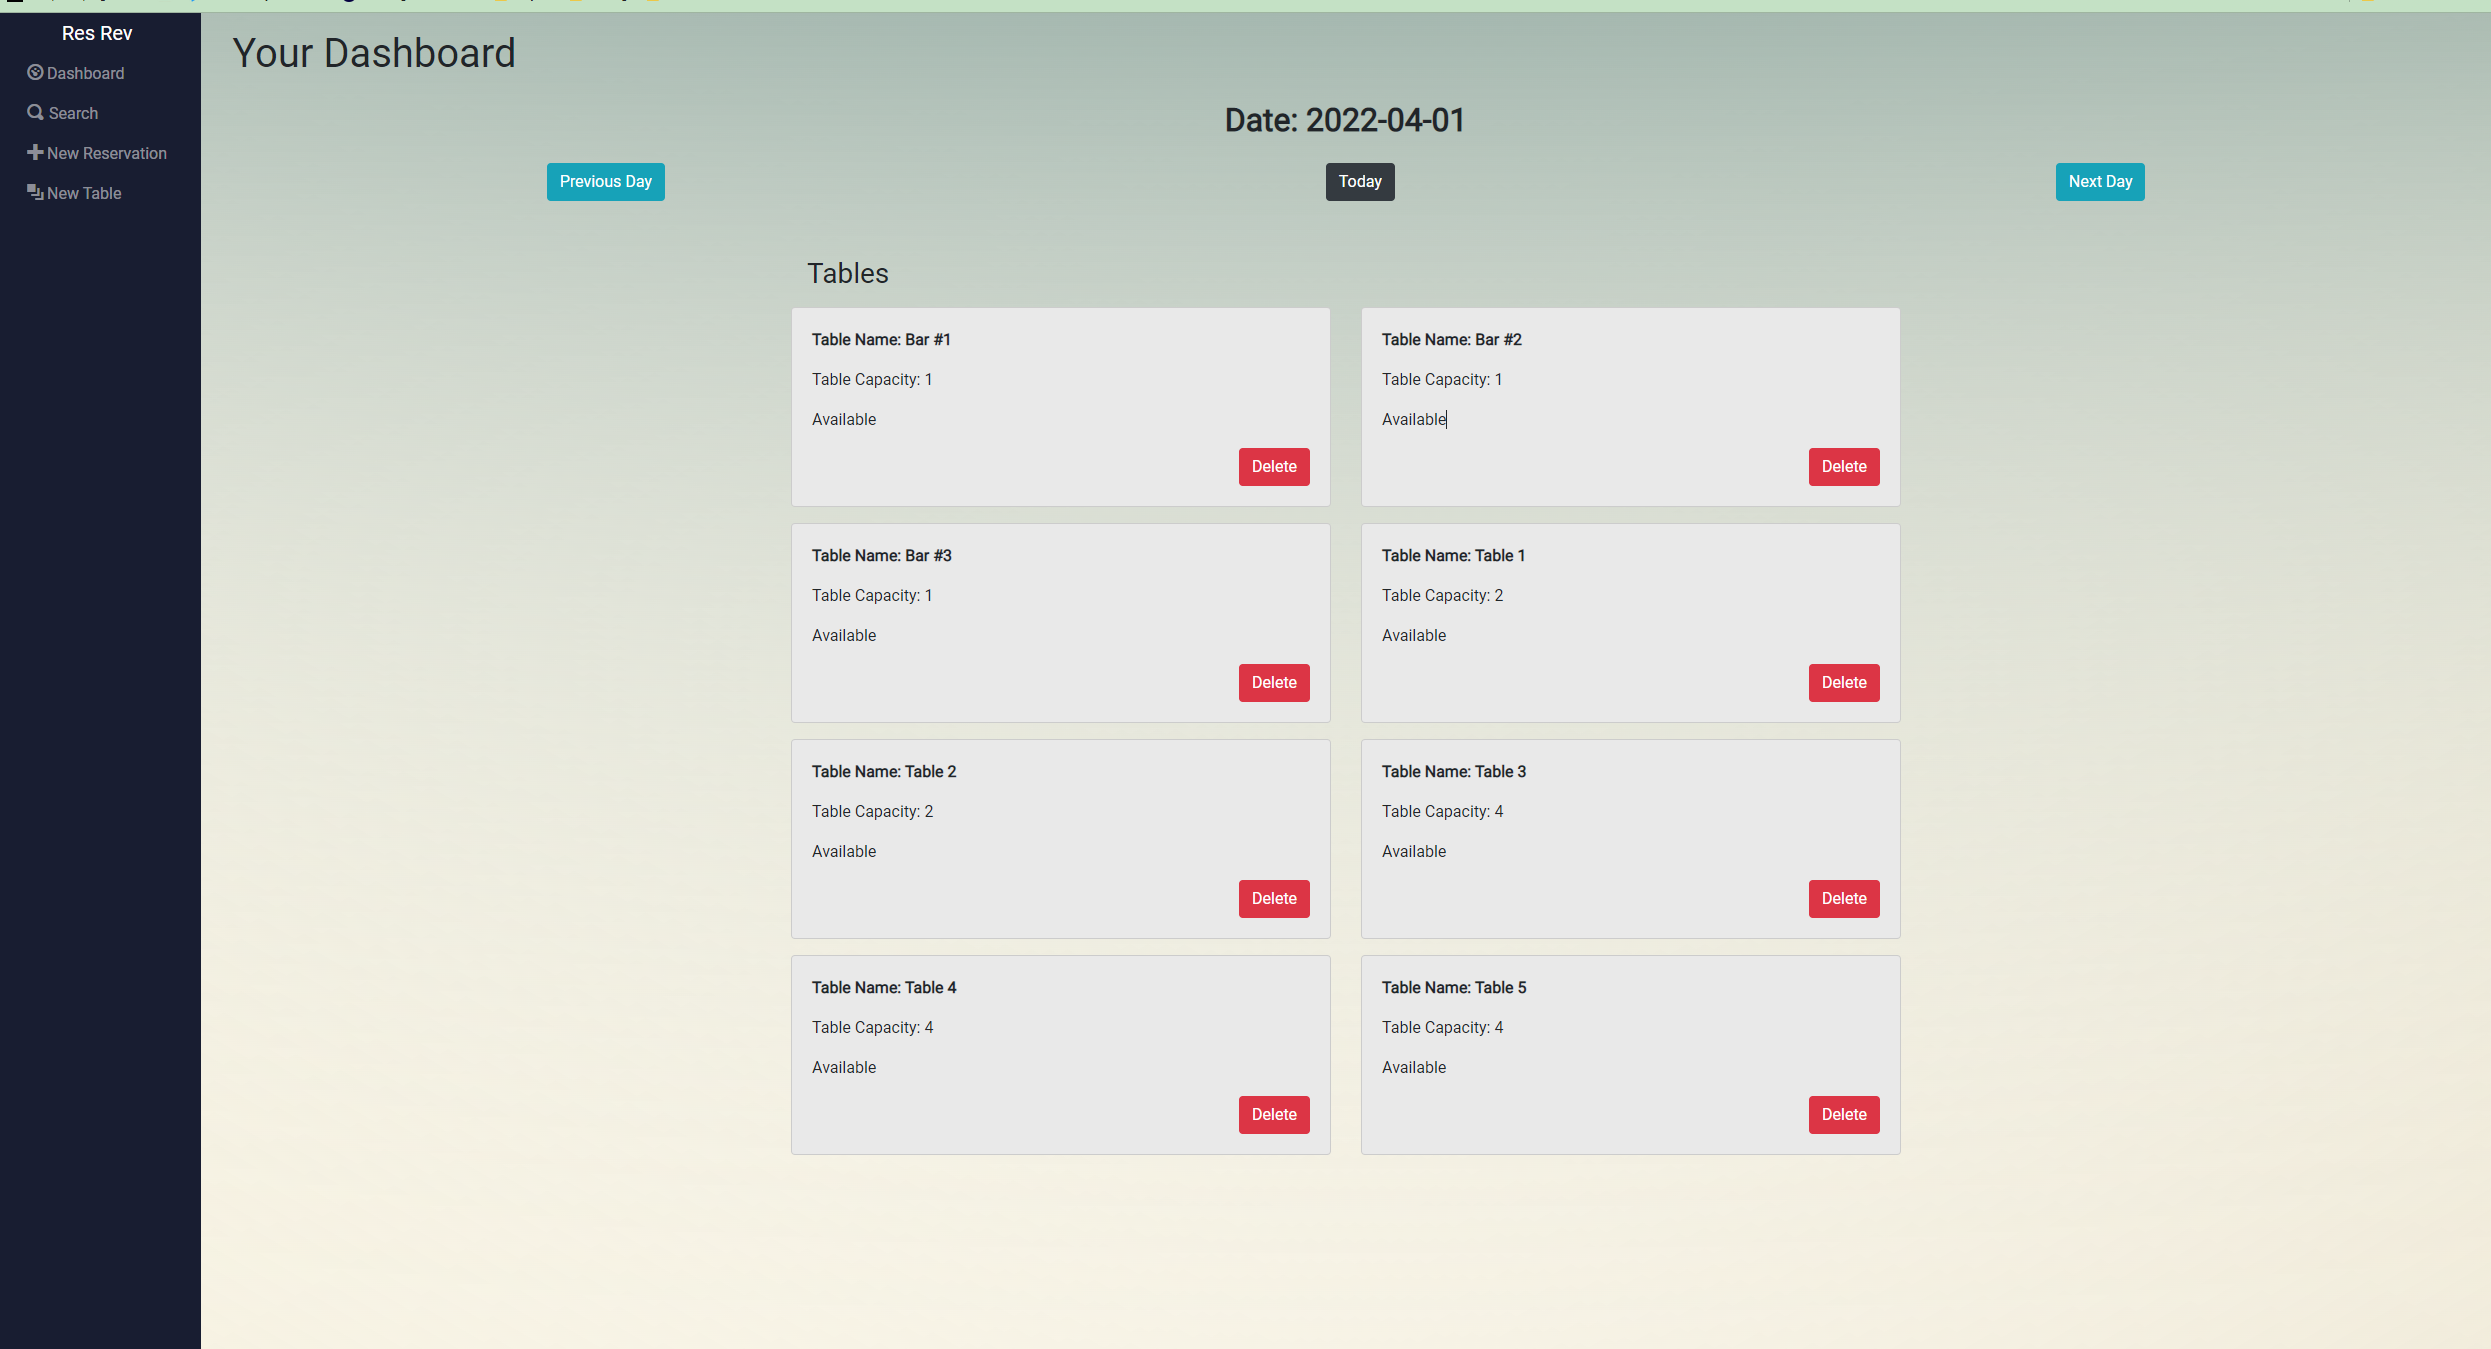 Res Rev
Dashboard
Search
New Reservation
New Table
Your Dashboard
Date: 2022-04-01
Previous Day
Today
Next Day
Tables
Table Name: Bar #1
Table Capacity: 1
Available
Delete
Table Name: Bar #2
Table Capacity: 1
Available
Delete
Table Name: Bar #3
Table Capacity: 1
Available
Delete
Table Name: Table 1
Table Capacity: 2
Available
Delete
Table Name: Table 2
Table Capacity: 2
Available
Delete
Table Name: Table 3
Table Capacity: 4
Available
Delete
Table Name: Table 4
Table Capacity: 4
Available
Delete
Table Name: Table 5
Table Capacity: 4
Available
Delete